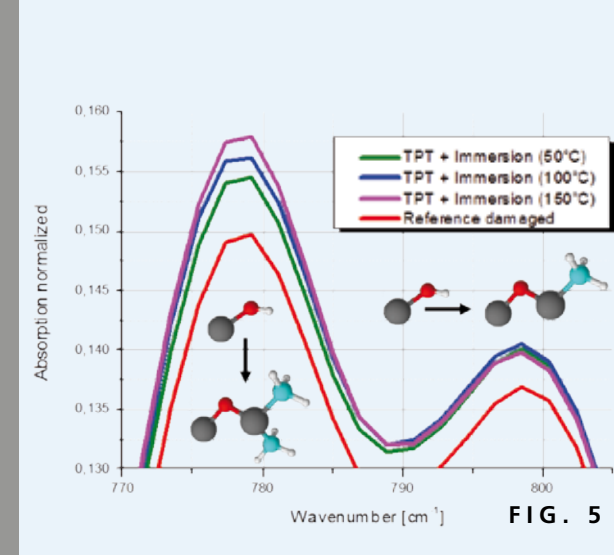 0,160
0,155
0,150
0,145
0,140
0,135
0,130
Absorption normalized
TPT + Immersion (50°C)
TPT + Immersion (100°C)
TPT + Immersion (150°C)
Reference damaged
770
780
790
800
Wavenumber [cm⁻¹]
FIG. 5